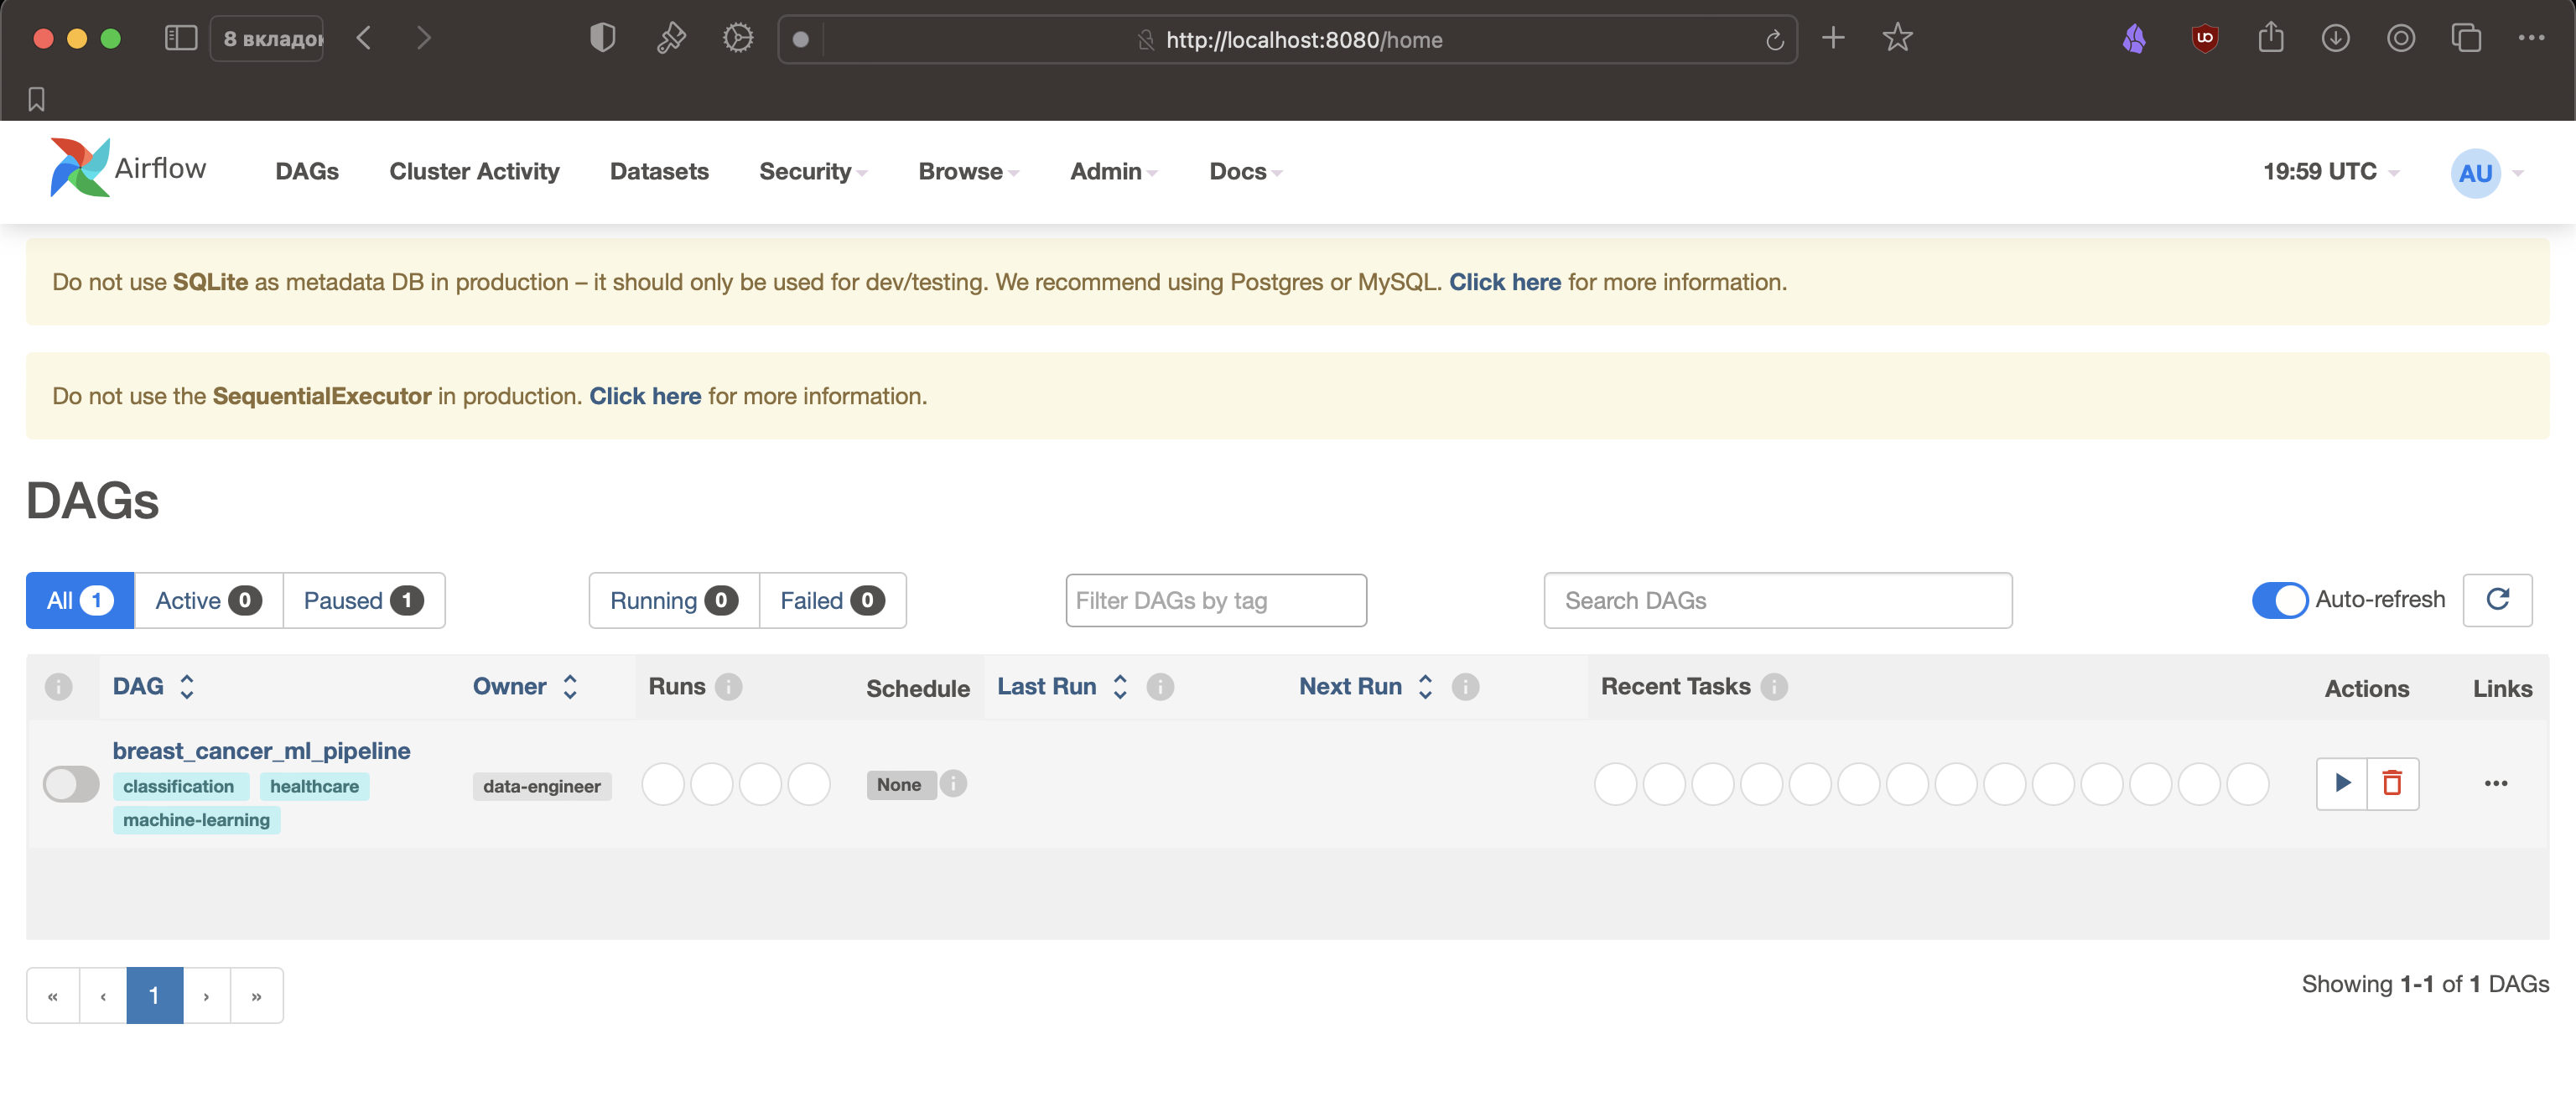 8 вкладок
http://localhost:8080/home
Airflow DAGs Cluster Activity Datasets Security Browse Admin Docs 19:59 UTC AU
Do not use SQLite as metadata DB in production – it should only be used for dev/testing. We recommend using Postgres or MySQL. Click here for more information.
Do not use the SequentialExecutor in production. Click here for more information.
DAGs
All 1 Active 0 Paused 1 Running 0 Failed 0 Filter DAGs by tag Search DAGs Auto-refresh
i DAG Owner Runs i Schedule Last Run i Next Run i Recent Tasks i Actions Links
breast_cancer_ml_pipeline
classification healthcare data-engineer None i
machine-learning
« ‹ 1 › » Showing 1-1 of 1 DAGs